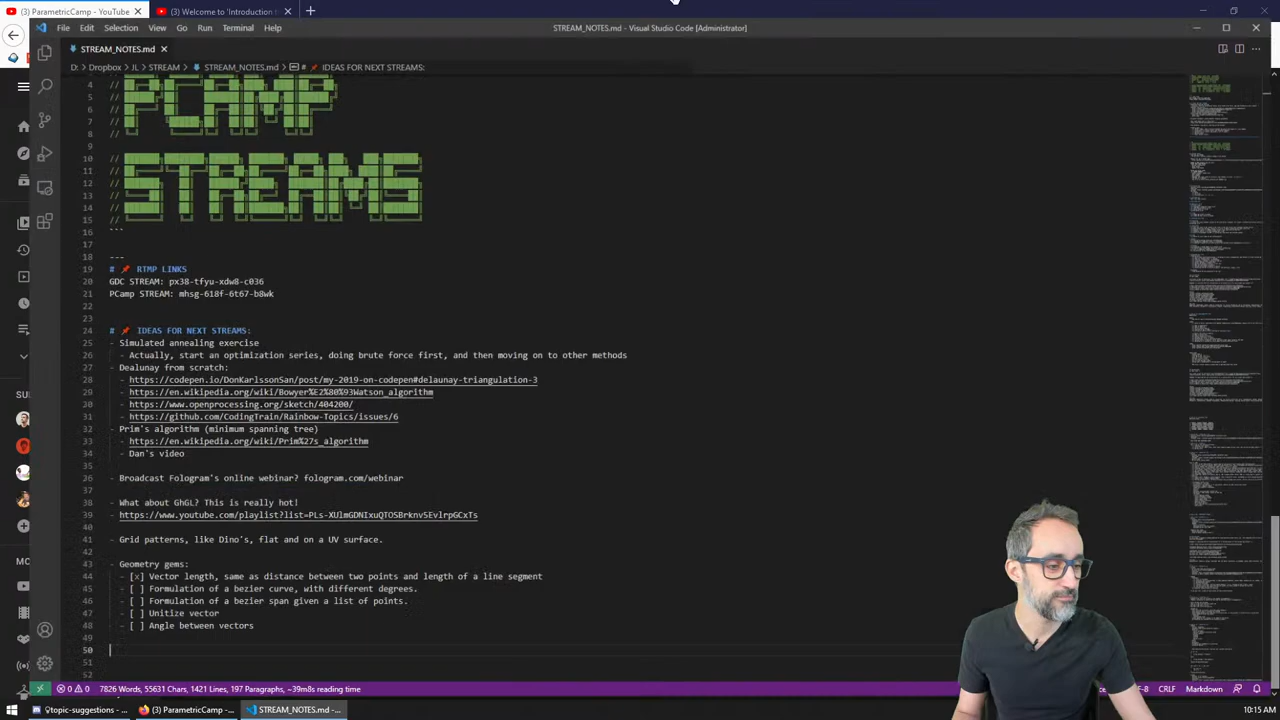 (3) ParametricCamp - YouTube
(3) Welcome to 'Introduction
File Edit Selection View Go Run Terminal Help
STREAM_NOTES.md - Visual Studio Code [Administrator]
STREAM_NOTES.md
D: > Dropbox > JL > STREAM > STREAM_NOTES.md > # 📌 IDEAS FOR NEXT STREAMS:
4 //
5 //
6 // PCAMP
7 //
8 //
9
10 //
11 //
12 // STREAMS
13 //
14 //
15 //
16 ```
17
18 ---
19 # 📌 RTMP LINKS
20 GDC STREAM: px38-tfyu-xdw8-c036
21 PCamp STREAM: mhsg-618f-6t67-b8wk
22
23
24 # 📌 IDEAS FOR NEXT STREAMS:
25 - Simulated annealing exercise
26 - Actually, start an optimization series, doing brute force first, and then moving on to other methods
27 - Dealunay from scratch:
28 - https://codepen.io/DonKarlssonSan/post/my-2019-on-codepen#delaunay-triangulation-3
29 - https://en.wikipedia.org/wiki/Bowyer%E2%80%93Watson_algorithm
30 - https://www.openprocessing.org/sketch/404200/
31 - https://github.com/CodingTrain/Rainbow-Topics/issues/6
32 - Prim's algorithm (minimum spanning tree)
33 - https://en.wikipedia.org/wiki/Prim%27s_algorithm
34 - Dan's video
35
36 - Broadcast Fologram's online webinar? fologram.com/webinar
37
38 - What about GhGL? This is really hot!
39 - https://www.youtube.com/playlist?list=PLs-XUlmGDNIxuQTOSBrknv5EvlrpGCxTs
40
41 - Grid patterns, like Dino's, flat and on a UV surface.
42
43 - Geometry gems:
44 - [x] Vector length, same as distance between two points and length of a line segment
45 - [ ] Formulation of a bezier curve, with different degrees.
46 - [ ] Formulation of a bezier span given a list of points.
47 - [ ] Unitize vector
48 - [ ] Angle between vectors
49
50
51
52
0 0 7826 Words, 55631 Chars, 1421 Lines, 197 Paragraphs, ~39m8s reading time
CRLF Markdown
topic-suggestions - ...
(3) ParametricCamp - ...
STREAM_NOTES.md - ...
10:15 AM